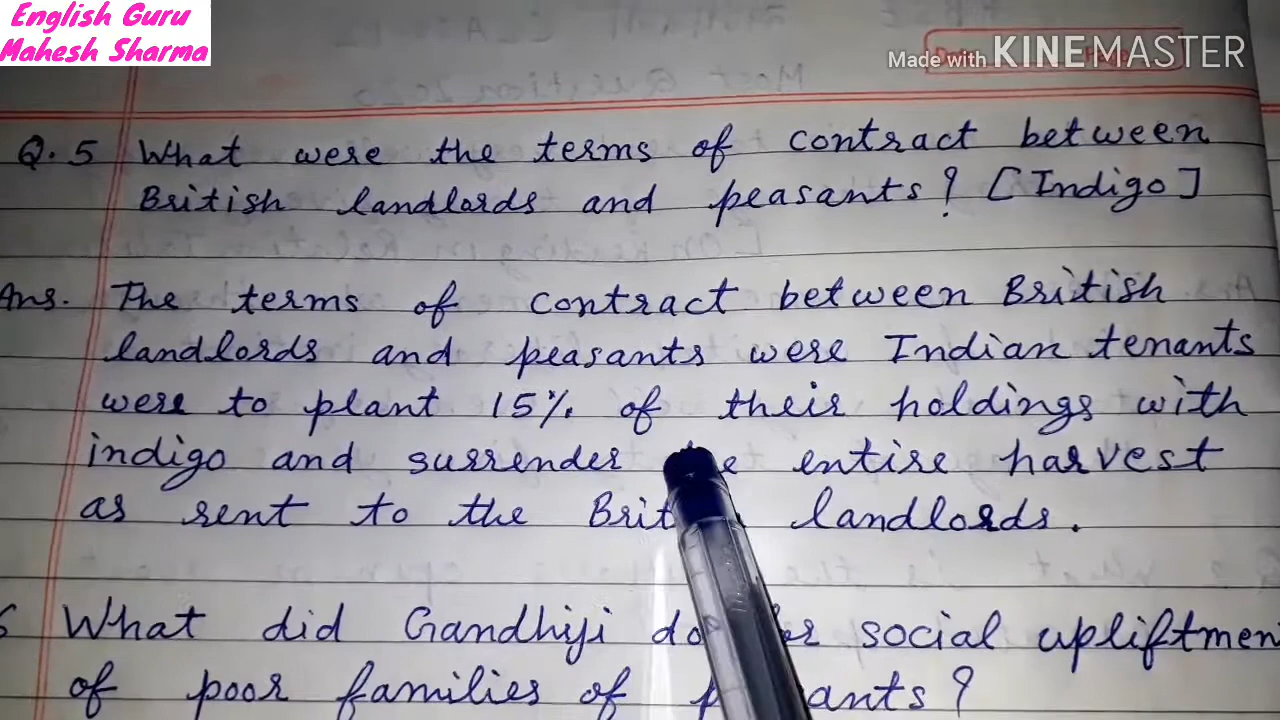 English Guru
Mahesh Sharma
Made with KINEMASTER
Q.5 What were the terms of contract between
British landlords and peasants? [Indigo]
Ans. The terms of contract between British
landlords and peasants were Indian tenants
were to plant 15% of their holdings with
indigo and surrender entire harvest
as rent to the landlords.
What did Gandhiji social upliftmen
of poor families of